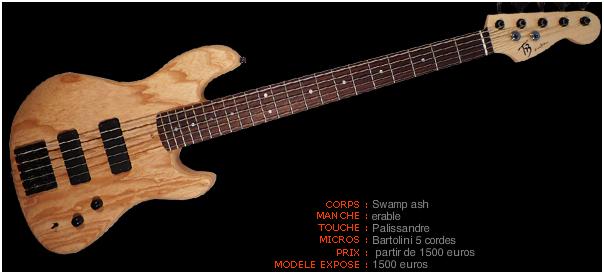 CORPS : Swamp ash
MANCHE : erable
TOUCHE : Palissandre
MICROS : Bartolini 5 cordes
PRIX : partir de 1500 euros
MODELE EXPOSE : 1500 euros